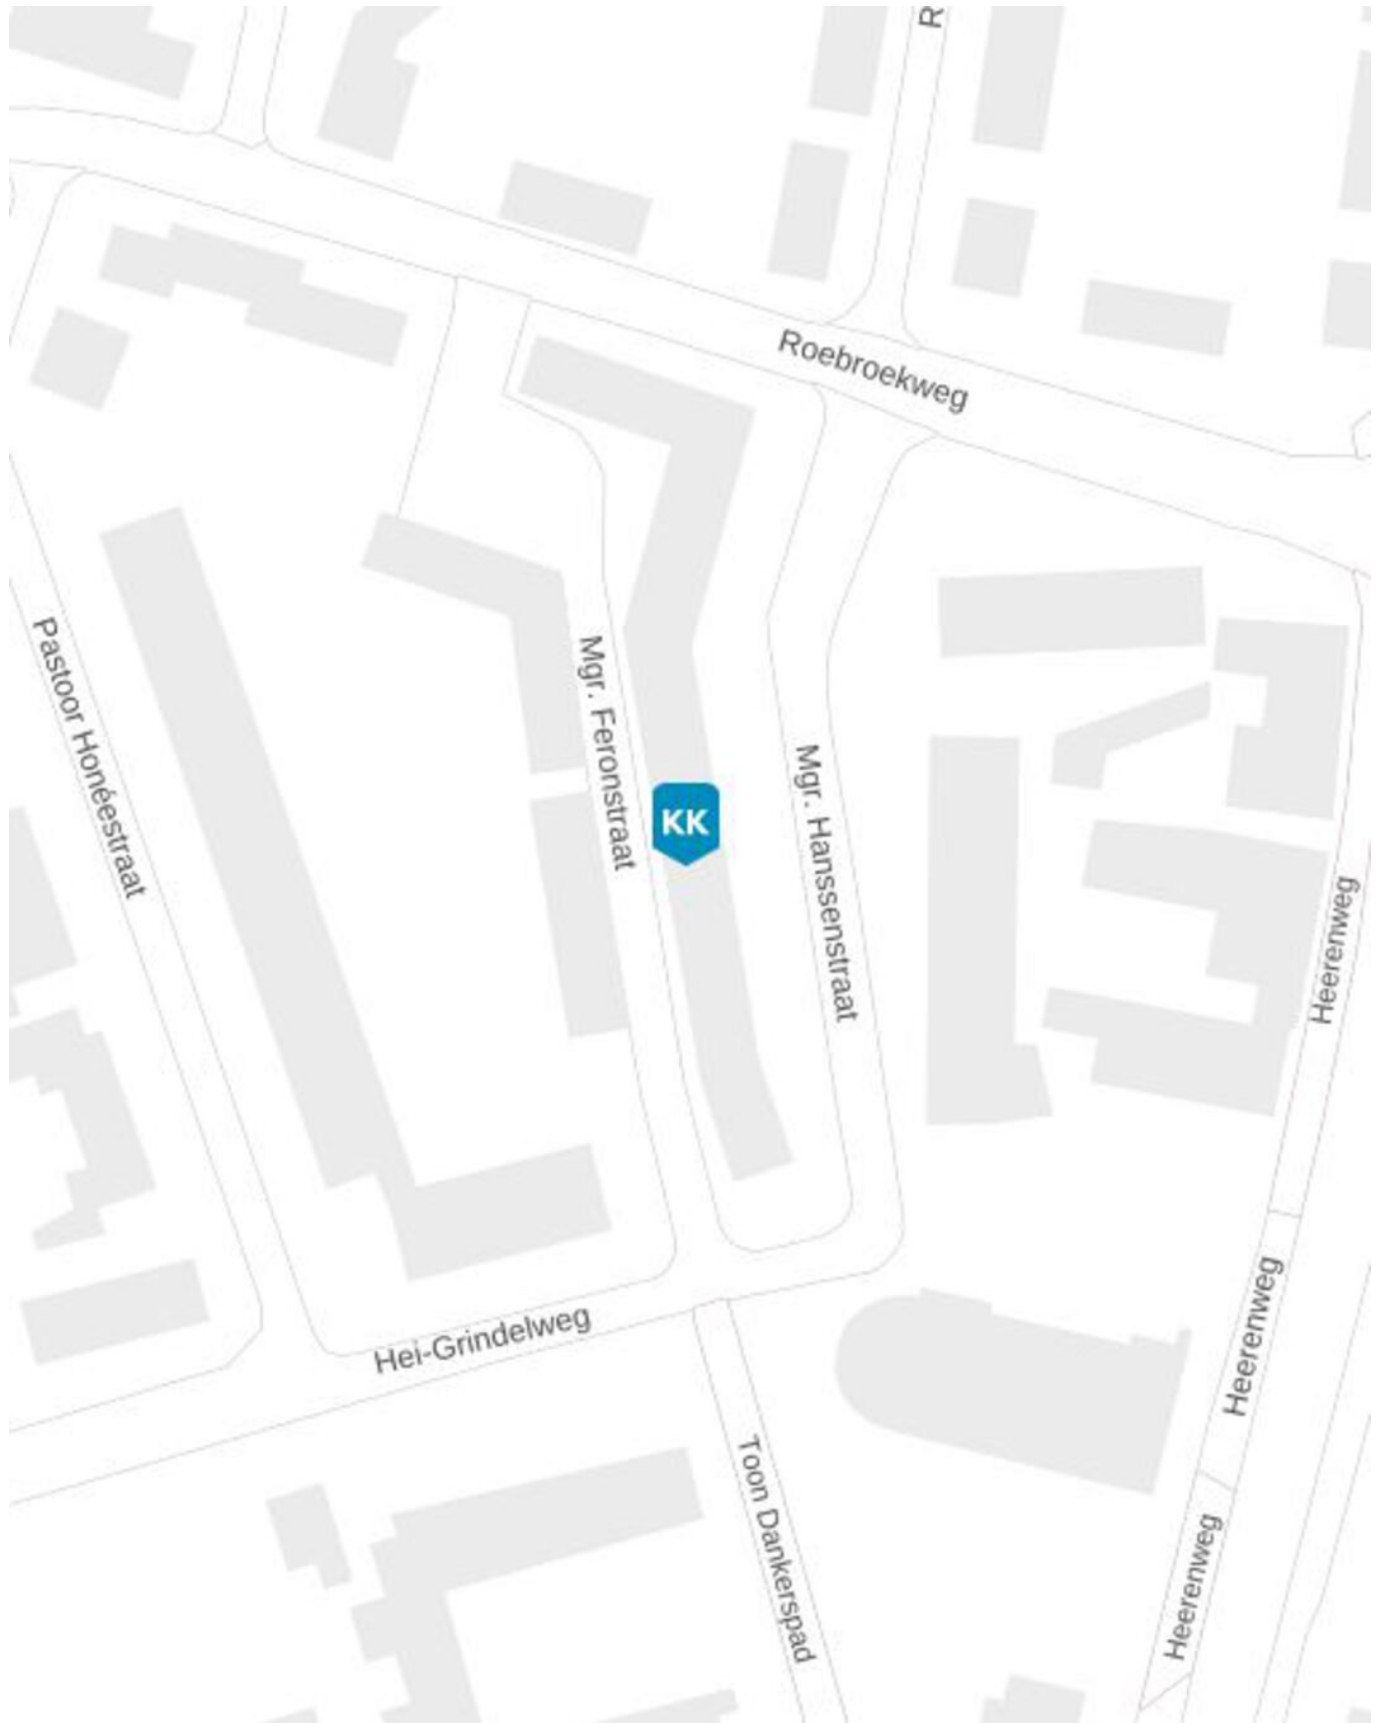 R
Roebroekweg
Pastoor Honéestraat
Mgr. Feronstraat
Mgr. Hanssenstraat
KK
Heerenweg
Heerenweg
Hei-Grindelweg
Toon Dankerspad
Heerenweg